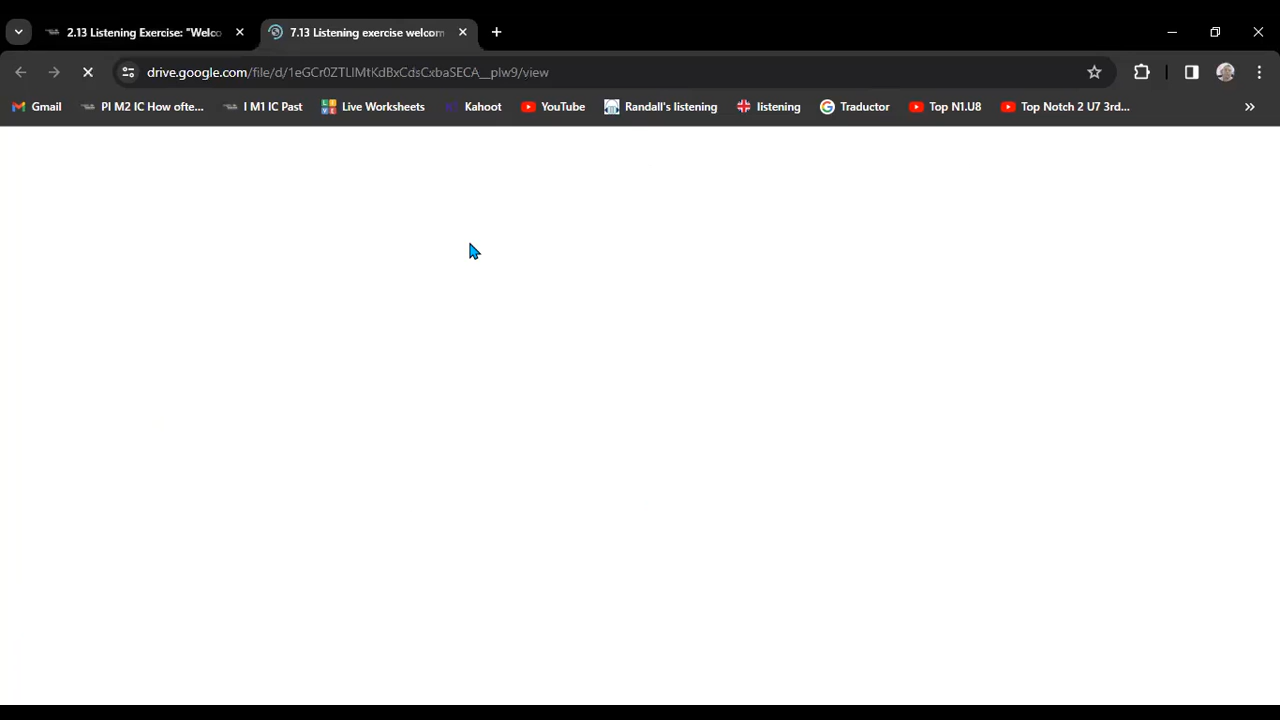 2.13 Listening Exercise: "Welco
7.13 Listening exercise welcom
drive.google.com/file/d/1eGCr0ZTLlMtKdBxCdsCxbaSECA__plw9/view
Gmail
PI M2 IC How ofte...
I M1 IC Past
Live Worksheets
Kahoot
YouTube
Randall's listening
listening
Traductor
Top N1.U8
Top Notch 2 U7 3rd...